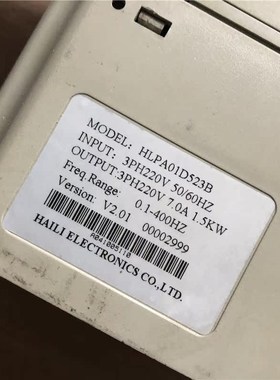 MODEL: HLPA01D523B
INPUT: 3PH220V 50/60HZ
OUTPUT:3PH220V 7.0A 1.5KW
Freq.Range: 0.1-400HZ
Version: V2.01 00002999
HAILI ELECTRONICS CO.,LTD.